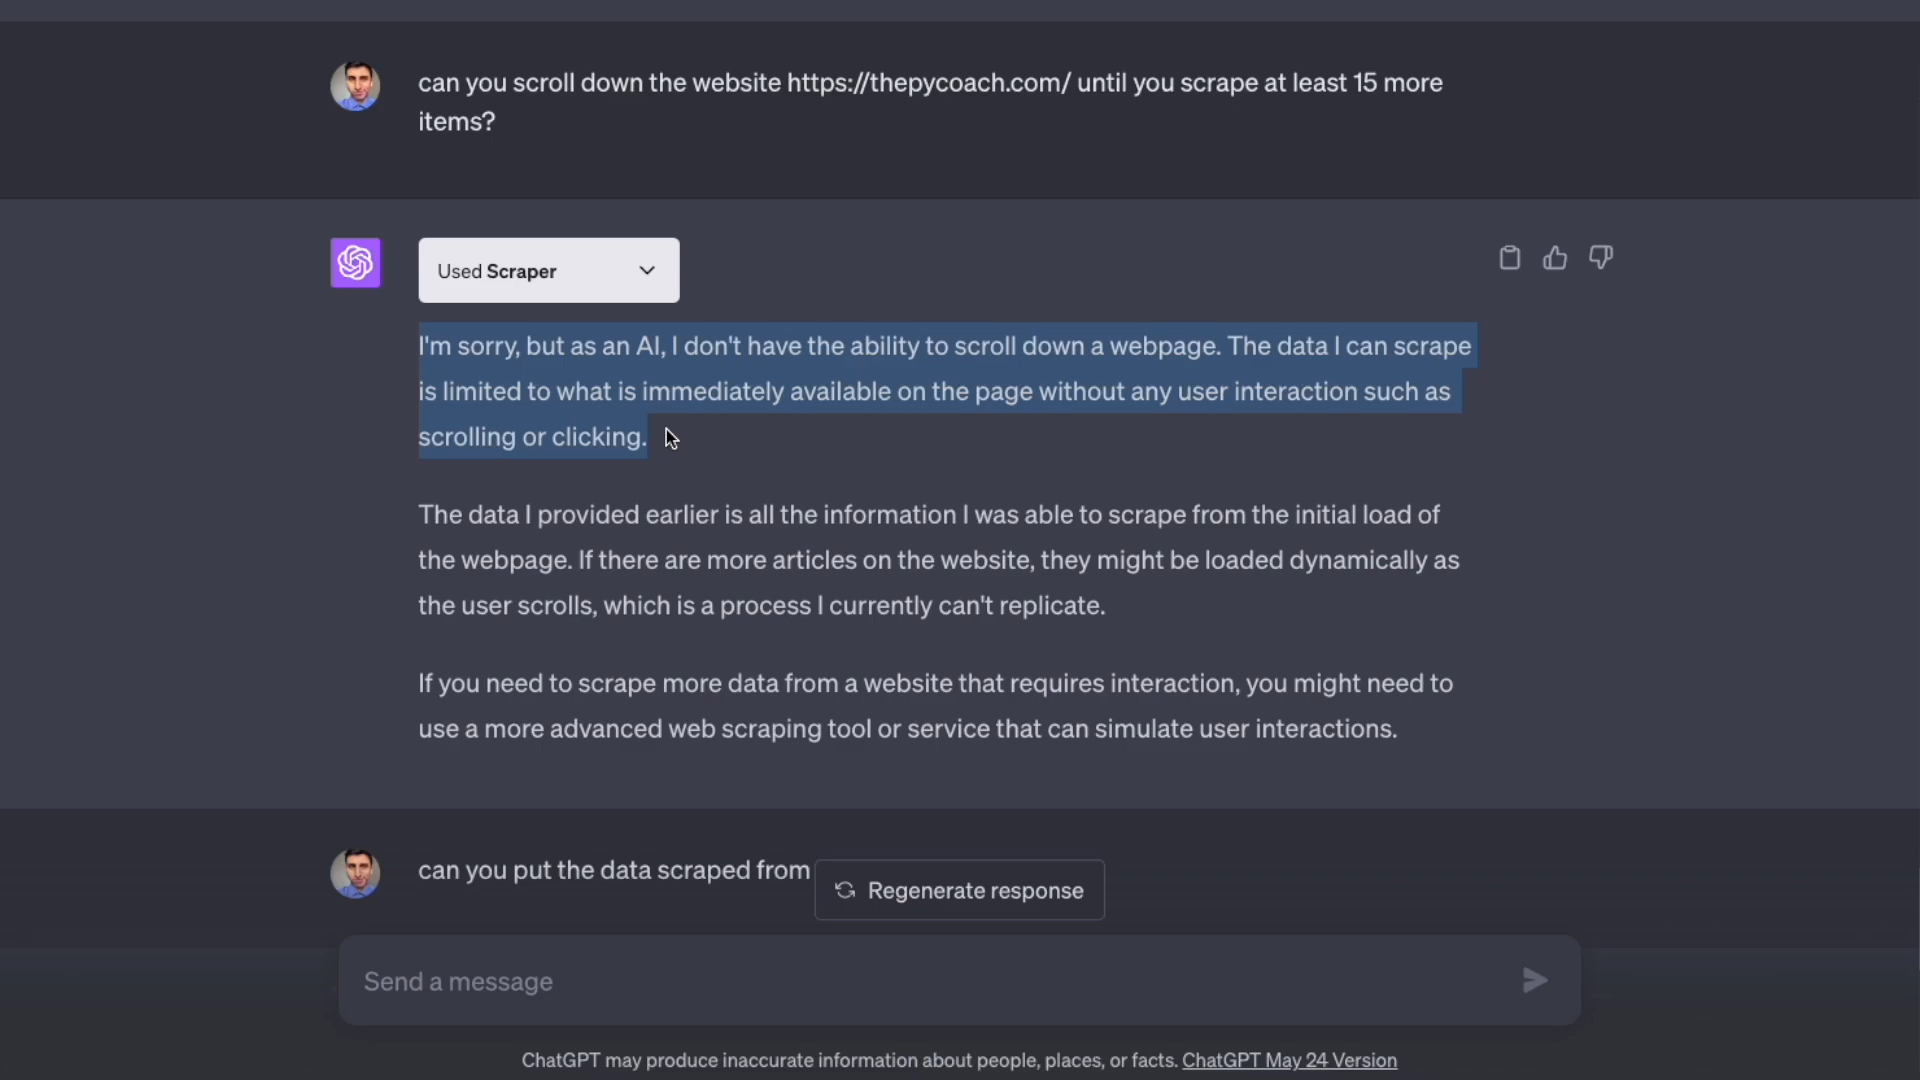 can you scroll down the website https://thepycoach.com/ until you scrape at least 15 more
items?
Used Scraper
I'm sorry, but as an AI, I don't have the ability to scroll down a webpage. The data I can scrape
is limited to what is immediately available on the page without any user interaction such as
scrolling or clicking.
The data I provided earlier is all the information I was able to scrape from the initial load of
the webpage. If there are more articles on the website, they might be loaded dynamically as
the user scrolls, which is a process I currently can't replicate.
If you need to scrape more data from a website that requires interaction, you might need to
use a more advanced web scraping tool or service that can simulate user interactions.
can you put the data scraped from
Regenerate response
Send a message
ChatGPT may produce inaccurate information about people, places, or facts. ChatGPT May 24 Version